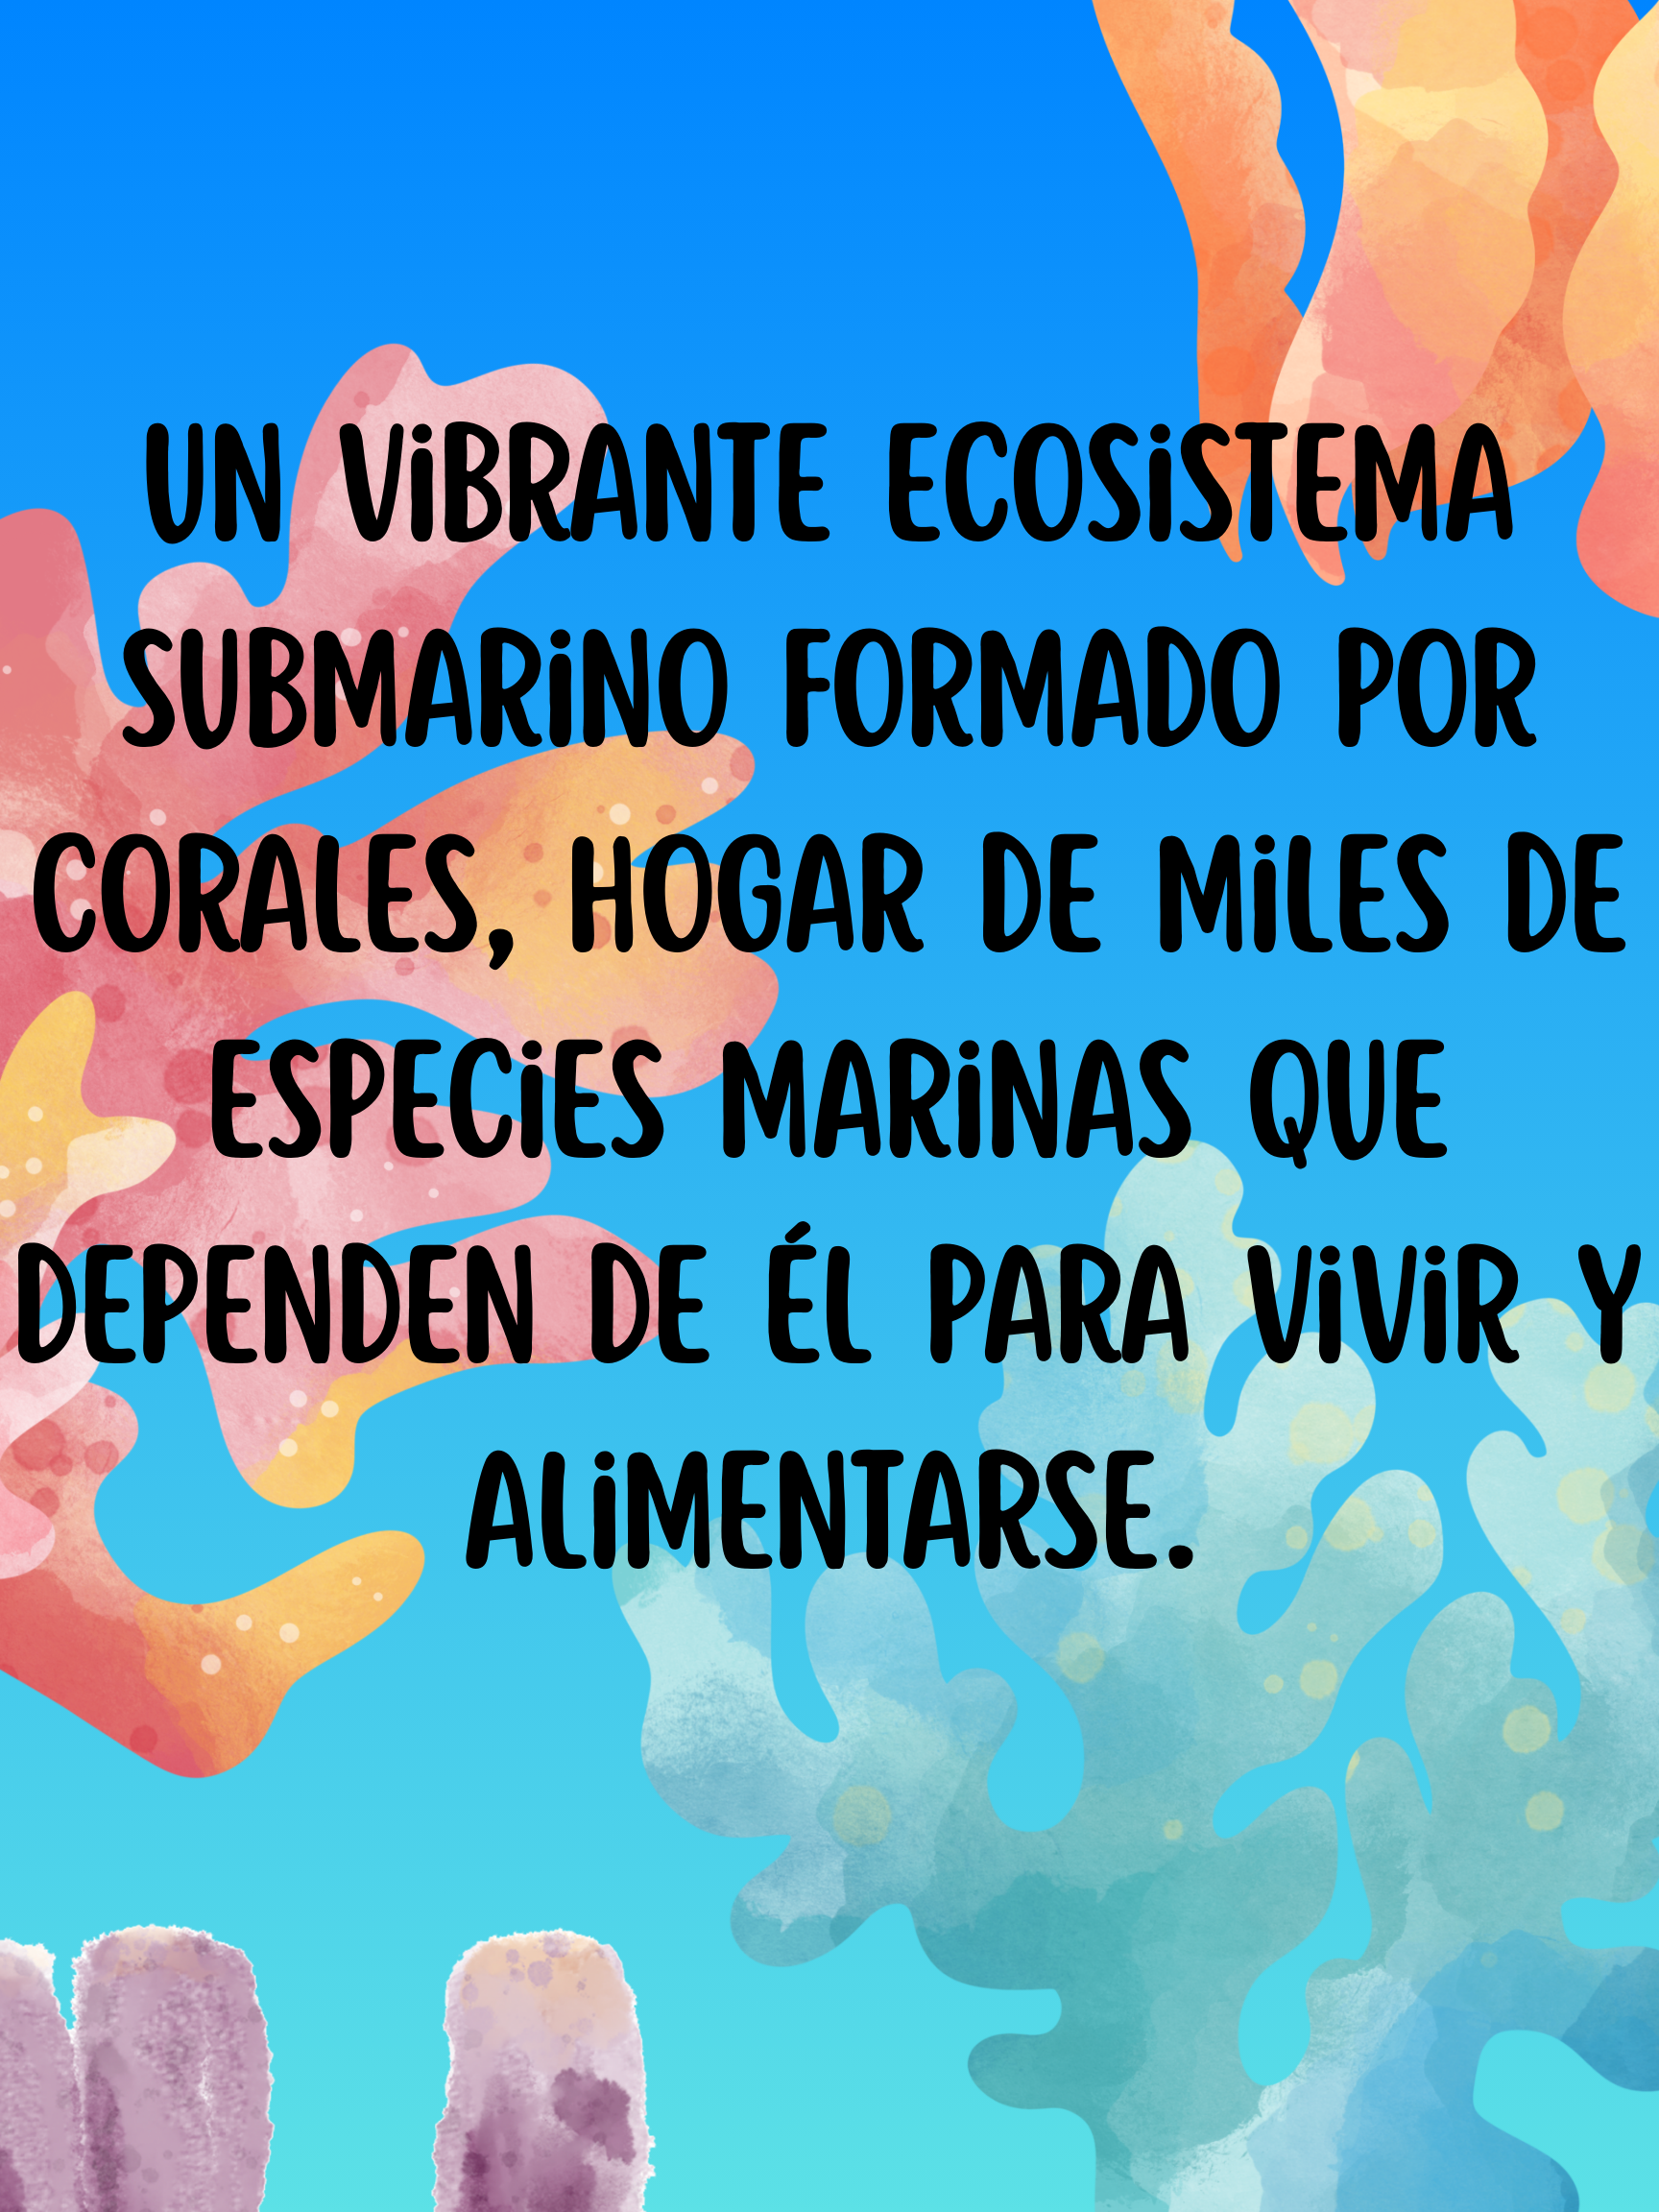 UN VIBRANTE ECOSISTEMA
SUBMARINO FORMADO POR
CORALES, HOGAR DE MILES DE
ESPECIES MARINAS QUE
DEPENDEN DE ÉL PARA VIVIR Y
ALIMENTARSE.